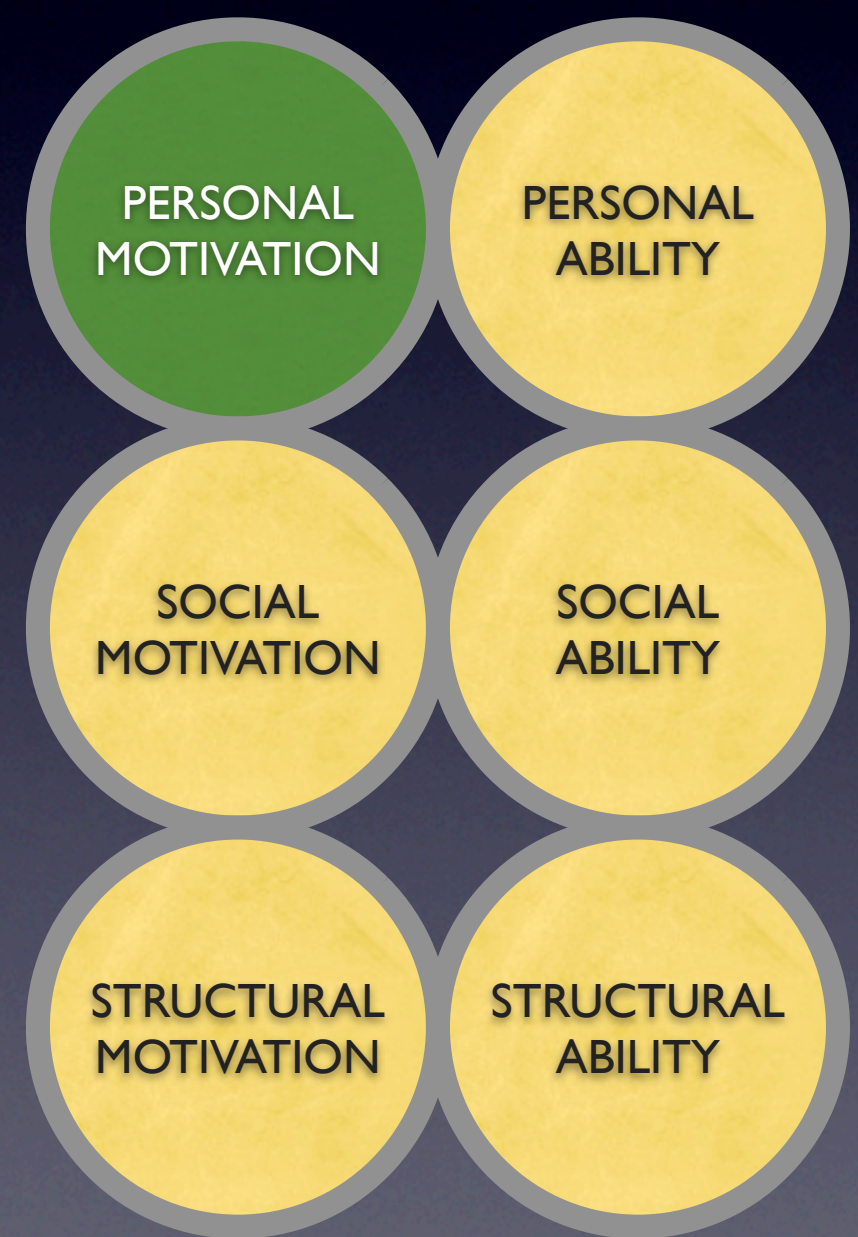 PERSONAL
MOTIVATION
PERSONAL
ABILITY
SOCIAL
MOTIVATION
SOCIAL
ABILITY
STRUCTURAL
MOTIVATION
STRUCTURAL
ABILITY